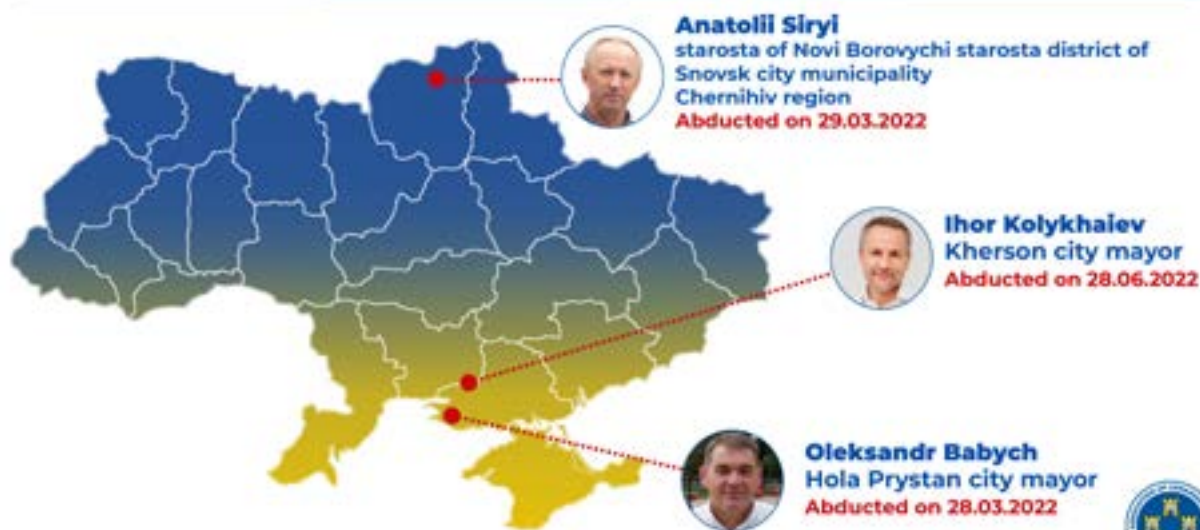 Anatolii Siryi
starosta of Novi Borovychi starosta district of
Snovsk city municipality
Chernihiv region
Abducted on 29.03.2022
Ihor Kolykhaiev
Kherson city mayor
Abducted on 28.06.2022
Oleksandr Babych
Hola Prystan city mayor
Abducted on 28.03.2022